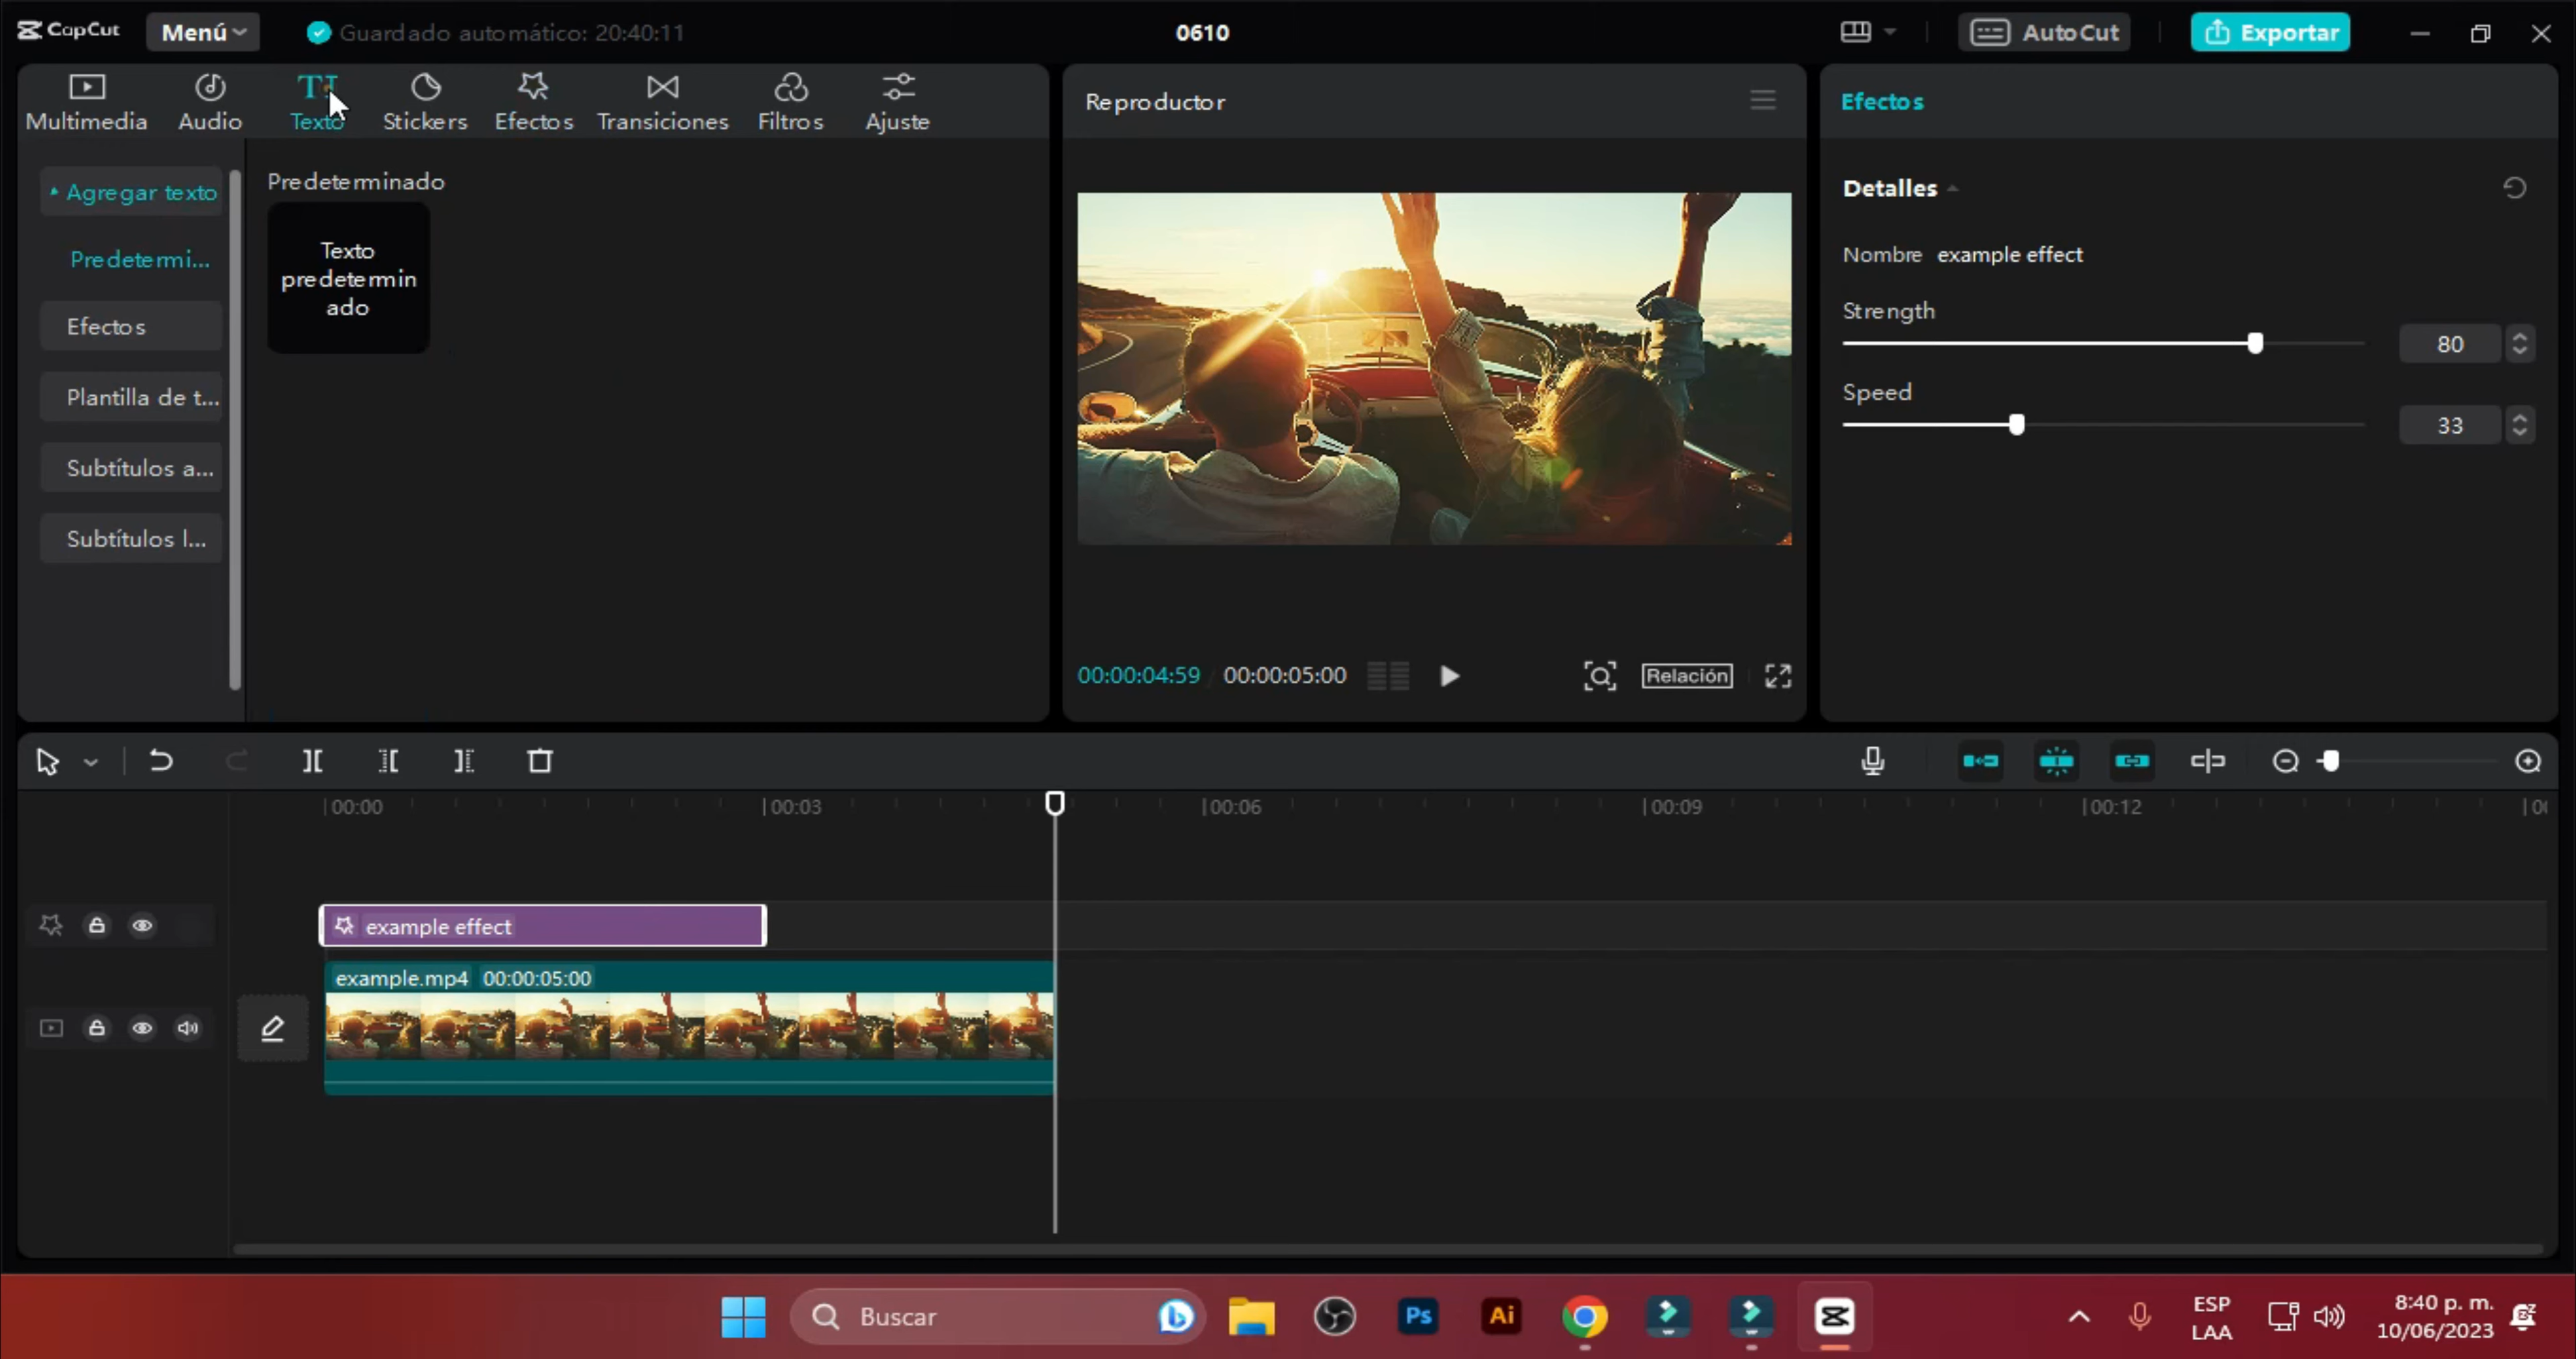 CapCut
Menú
Guardado automático: 20:40:11
0610
AutoCut
Exportar
Multimedia
Audio
TI
Texto
Stickers
Efectos
Transiciones
Filtros
Ajuste
Agregar texto
Predetermi...
Efectos
Plantilla de t...
Subtítulos a...
Subtítulos l...
Predeterminado
Texto
predetermin
ado
Reproductor
00:00:04:59 / 00:00:05:00
Relación
Efectos
Detalles
Nombre example effect
Strength
80
Speed
33
00:00
00:03
00:06
00:09
00:12
example effect
example.mp4 00:00:05:00
Buscar
Ps
Ai
ESP
LAA
8:40 p. m.
10/06/2023